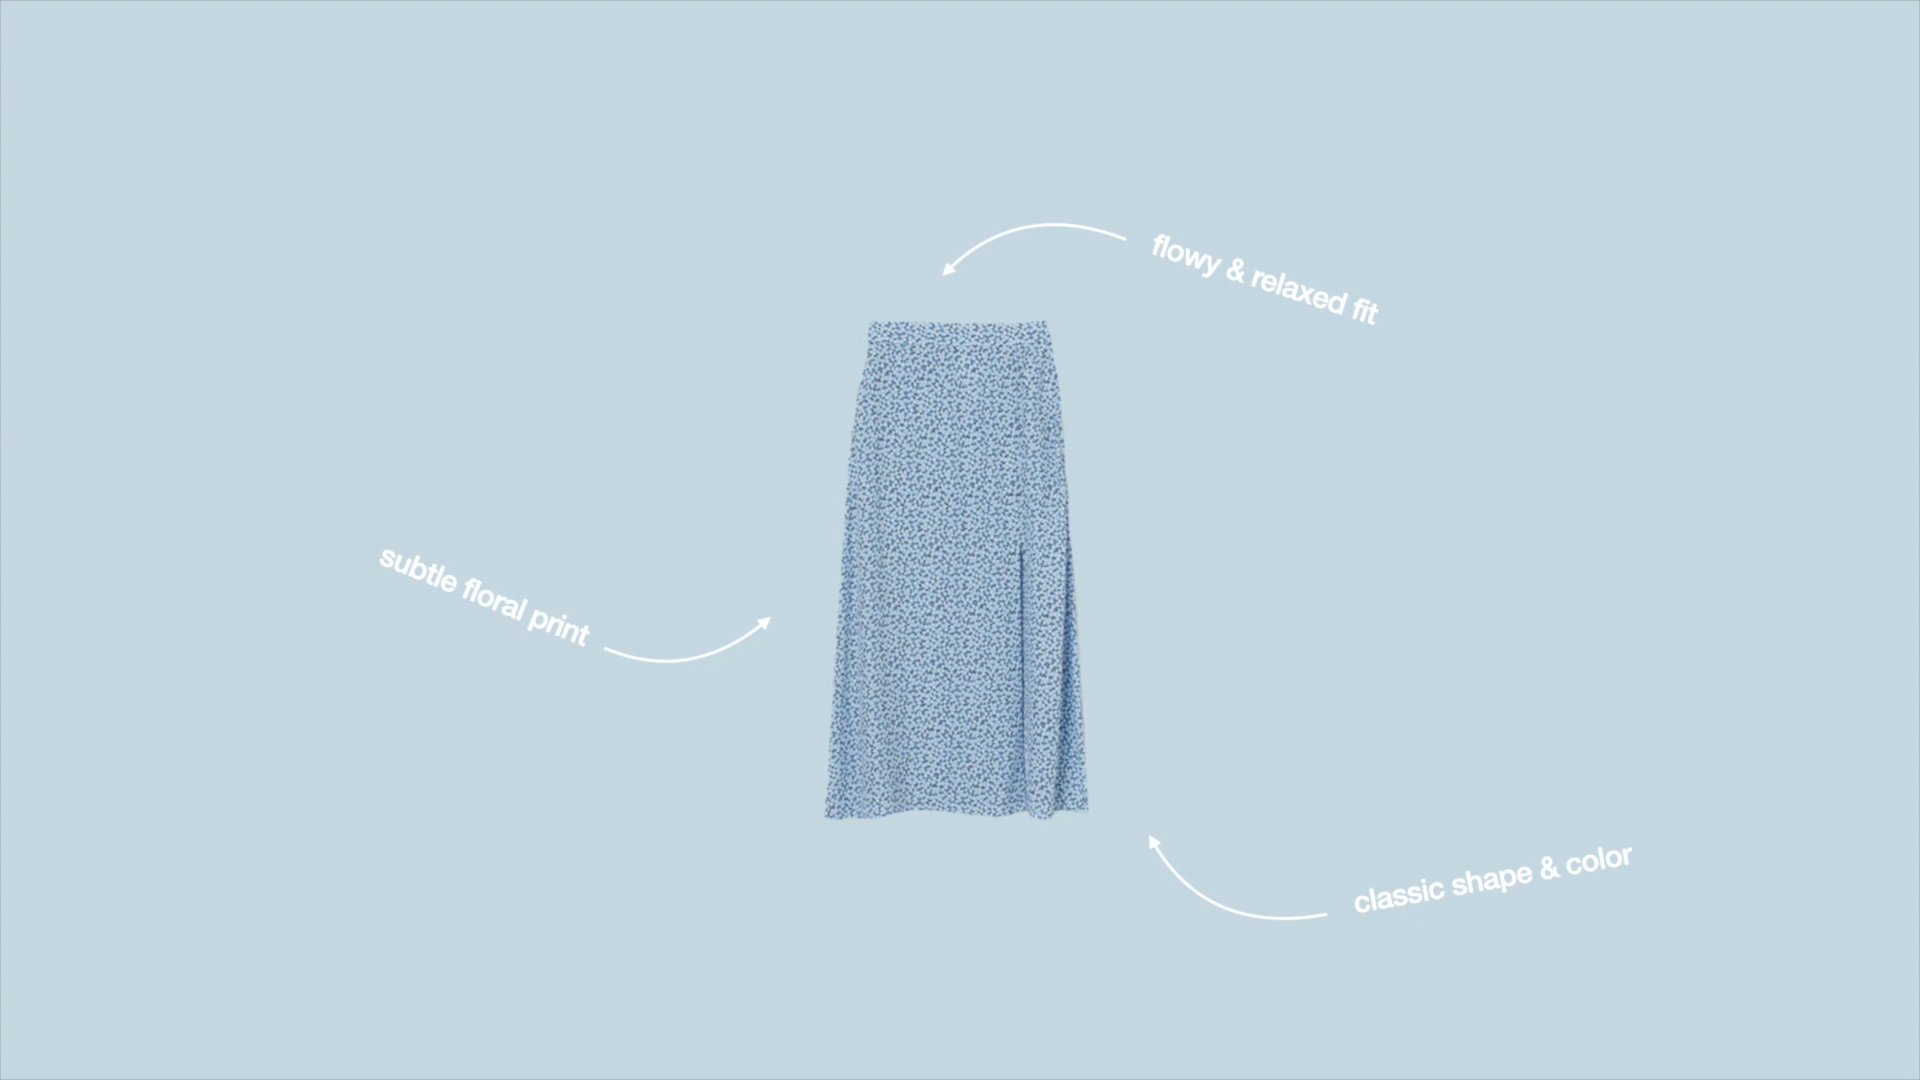 flowy & relaxed fit
subtle floral print
classic shape & color